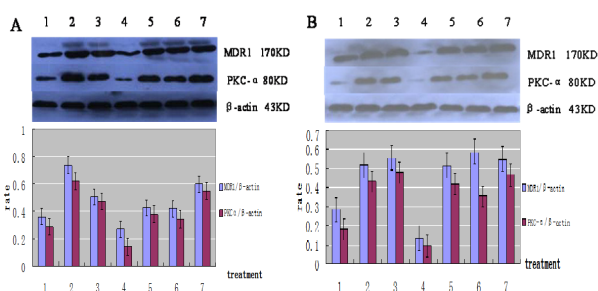 A
1 2 3 4 5 6 7
MDR1 170KD
PKC-α 80KD
β-actin 43KD
1
0.8
0.6
0.4
0.2
0
rate
MDR1/β-actin
PKCα/β-actin
treatment
1 2 3 4 5 6 7
B
1 2 3 4 5 6 7
MDR1 170KD
PKC-α 80KD
β-actin 43KD
0.7
0.6
0.5
0.4
0.3
0.2
0.1
0
rate
MDR1/β-actin
PKC-α/β-actin
treatment
1 2 3 4 5 6 7